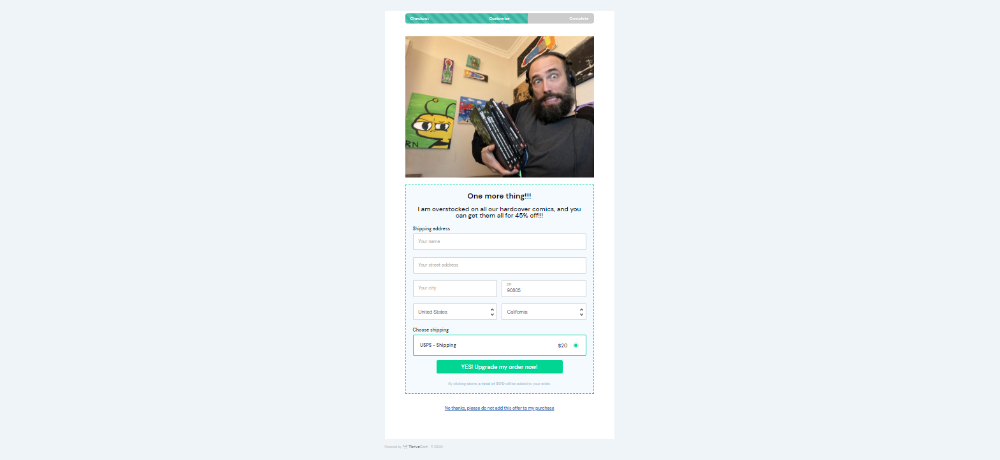 Checkout
Customize
Complete
RN
One more thing!!!
I am overstocked on all our hardcover comics, and you
can get them all for 45% off!!!
Shipping address
Your name
Your street address
Your city
ZIP
90805
United States
California
Choose shipping
USPS - Shipping
$20
YES! Upgrade my order now!
By clicking above, a total of $170 will be added to your order.
No thanks, please do not add this offer to my purchase
Powered by ThriveCart